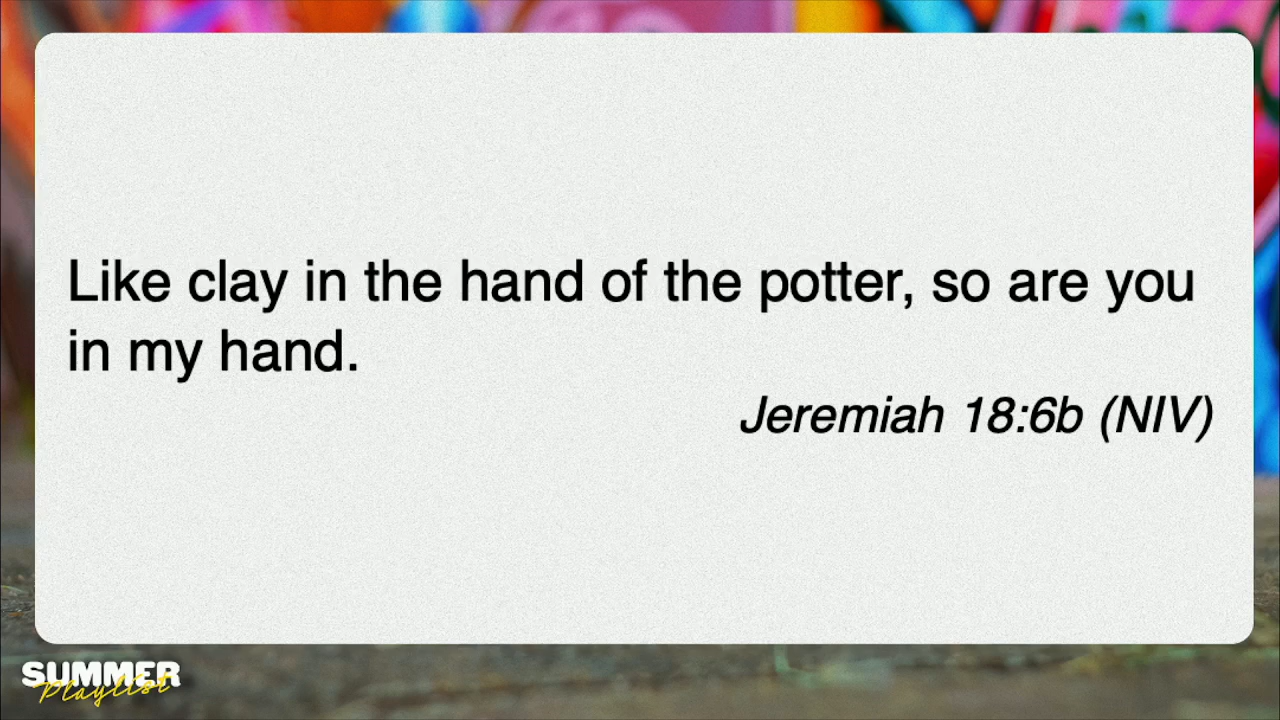 Like clay in the hand of the potter, so are you
in my hand.
Jeremiah 18:6b (NIV)
SUMMER
Playlist